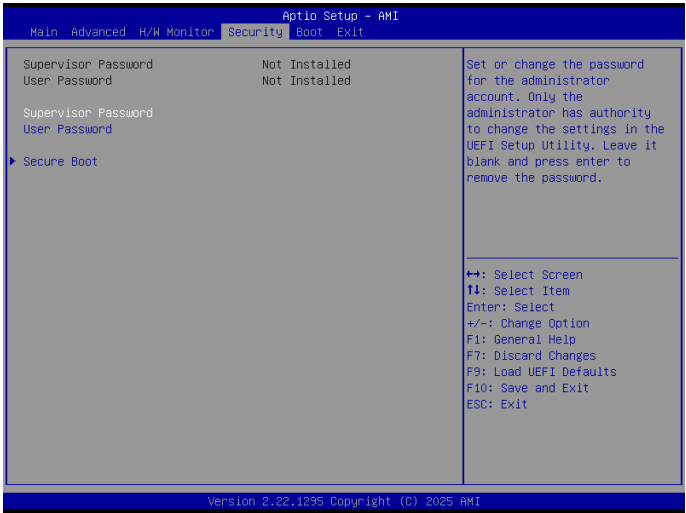 Aptio Setup – AMI
Main Advanced H/W Monitor Security Boot Exit
Supervisor Password Not Installed
User Password Not Installed
Supervisor Password
User Password
Secure Boot
Set or change the password
for the administrator
account. Only the
administrator has authority
to change the settings in the
UEFI Setup Utility. Leave it
blank and press enter to
remove the password.
↔: Select Screen
↑↓: Select Item
Enter: Select
+/-: Change Option
F1: General Help
F7: Discard Changes
F9: Load UEFI Defaults
F10: Save and Exit
ESC: Exit
Version 2.22.1295 Copyright (C) 2025 AMI